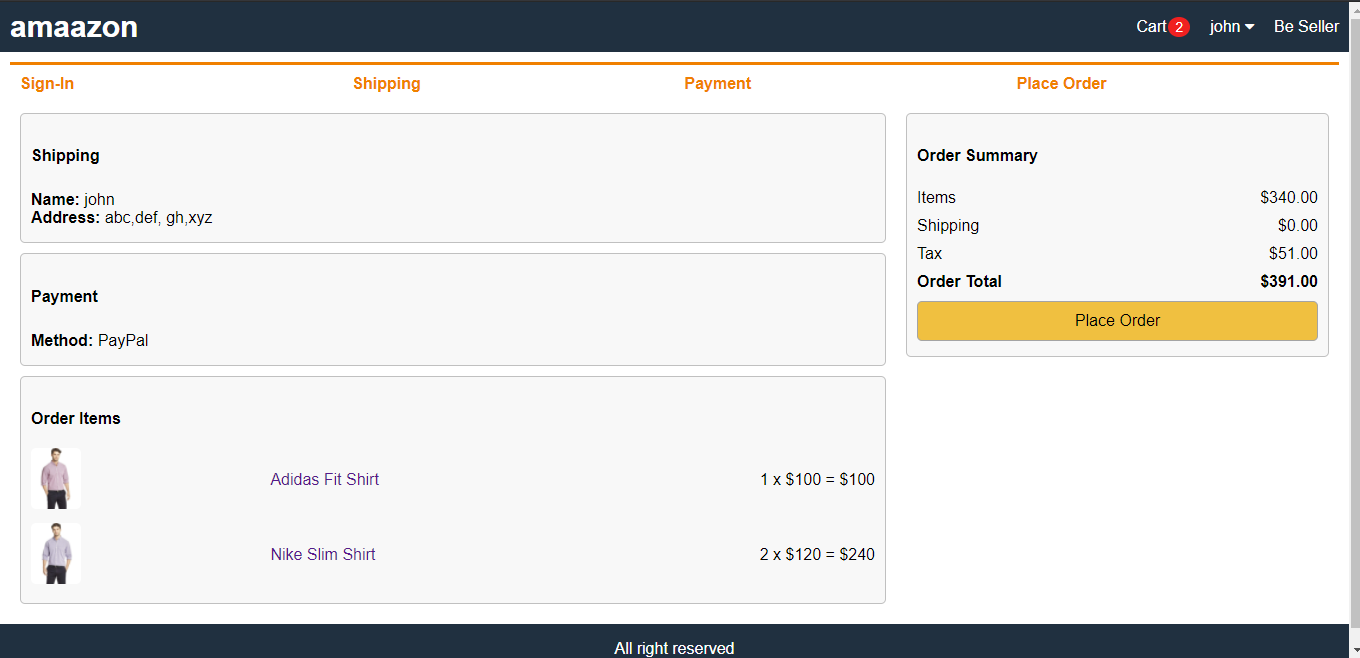 amaazon
Cart 2 john Be Seller
Sign-In Shipping Payment Place Order
Shipping
Name: john
Address: abc,def, gh,xyz
Payment
Method: PayPal
Order Items
Adidas Fit Shirt 1 x $100 = $100
Nike Slim Shirt 2 x $120 = $240
Order Summary
Items $340.00
Shipping $0.00
Tax $51.00
Order Total $391.00
Place Order
All right reserved